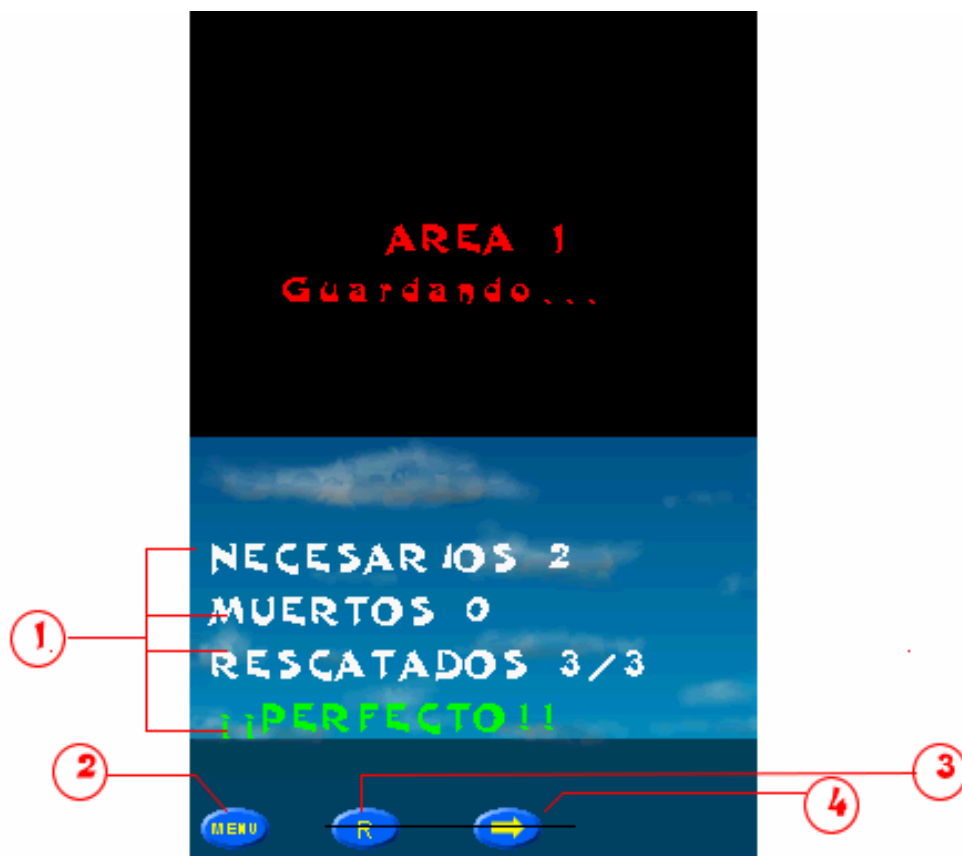 AREA 1
Guardando...
NECESARIOS 2
MUERTOS 0
RESCATADOS 3/3
¡¡PERFECTO!!
1.
2
3
4
MENU
R